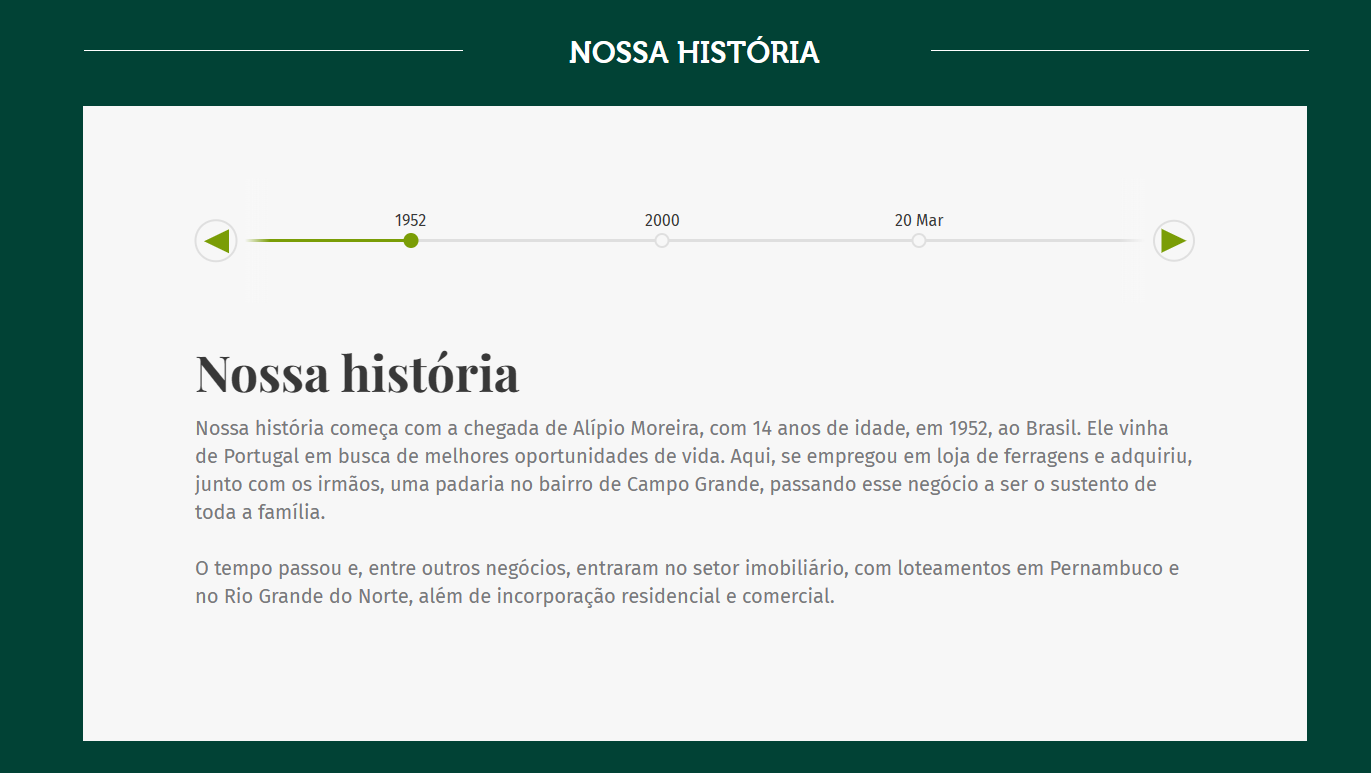 NOSSA HISTÓRIA
1952
2000
20 Mar
Nossa história
Nossa história começa com a chegada de Alípio Moreira, com 14 anos de idade, em 1952, ao Brasil. Ele vinha
de Portugal em busca de melhores oportunidades de vida. Aqui, se empregou em loja de ferragens e adquiriu,
junto com os irmãos, uma padaria no bairro de Campo Grande, passando esse negócio a ser o sustento de
toda a família.
O tempo passou e, entre outros negócios, entraram no setor imobiliário, com loteamentos em Pernambuco e
no Rio Grande do Norte, além de incorporação residencial e comercial.